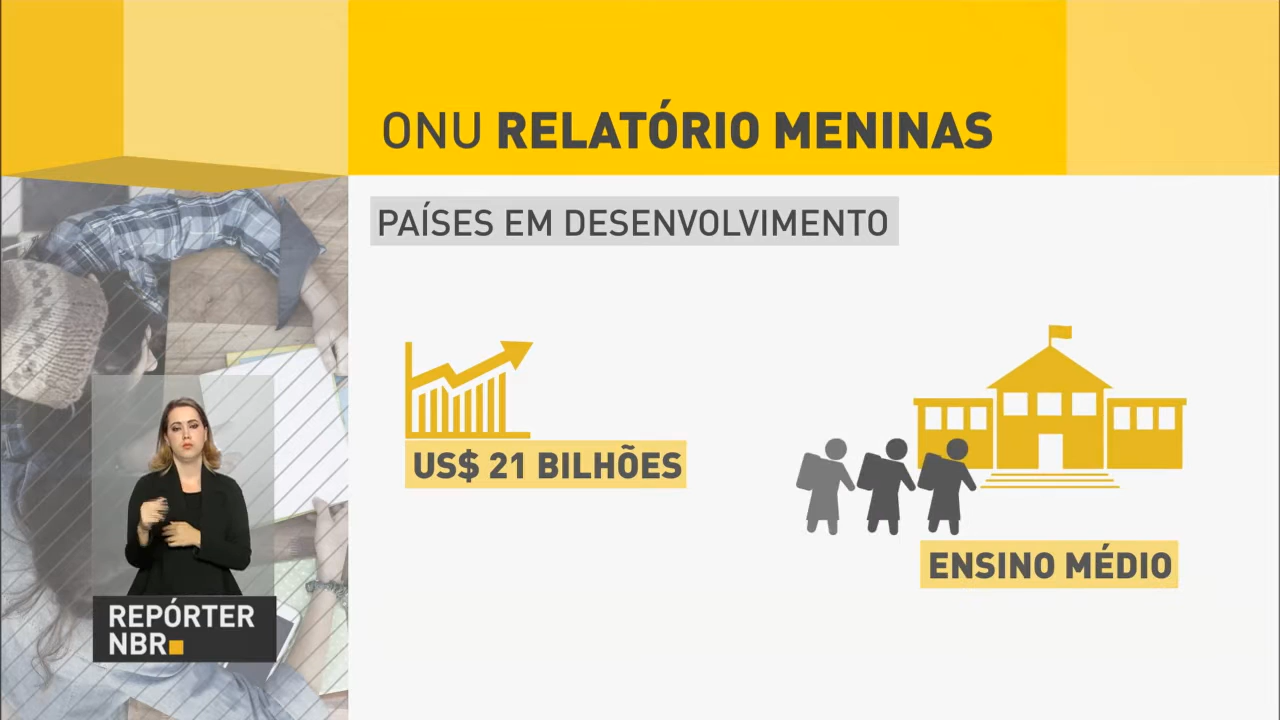 ONU RELATÓRIO MENINAS
PAÍSES EM DESENVOLVIMENTO
US$ 21 BILHÕES
ENSINO MÉDIO
REPÓRTER
NBR